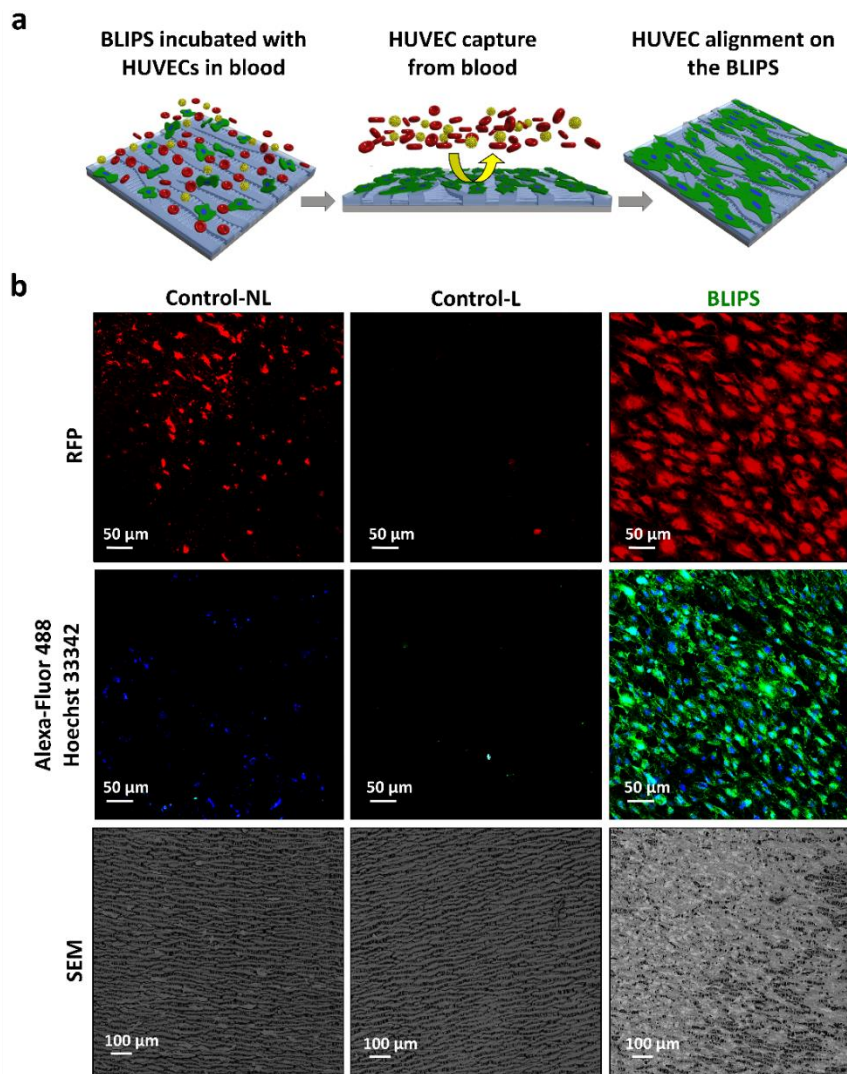 a
BLIPS incubated with
HUVECs in blood
HUVEC capture
from blood
HUVEC alignment on
the BLIPS
b
Control-NL
Control-L
BLIPS
RFP
50 µm
50 µm
50 µm
Alexa-Fluor 488
Hoechst 33342
50 µm
50 µm
50 µm
SEM
100 µm
100 µm
100 µm